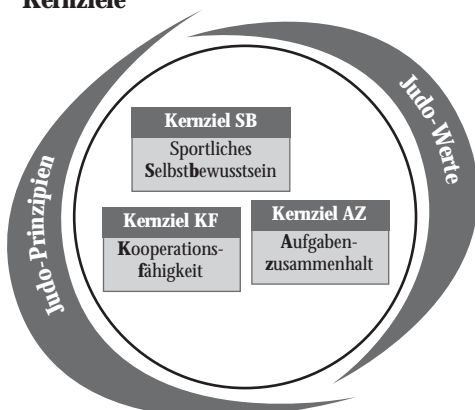 Kernziele
Judo-Werte
Kernziel SB
Sportliches
Selbstbewusstsein
Judo-Prinzipien
Kernziel KF
Kooperations-
fähigkeit
Kernziel AZ
Aufgaben-
zusammenhalt